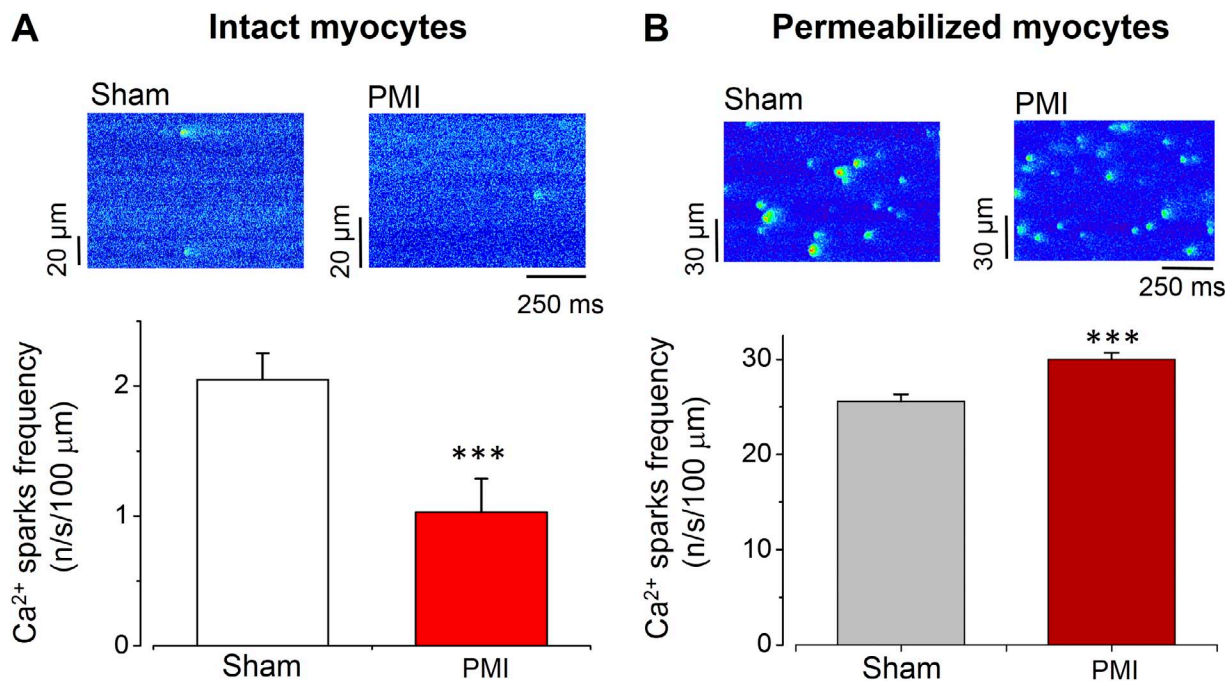 A Intact myocytes
Sham
PMI
20 μm
20 μm
250 ms
Ca²⁺ sparks frequency
(n/s/100 μm)
2
1
0
Sham
PMI
***
B Permeabilized myocytes
Sham
PMI
30 μm
30 μm
250 ms
Ca²⁺ sparks frequency
(n/s/100 μm)
30
20
10
0
Sham
PMI
***